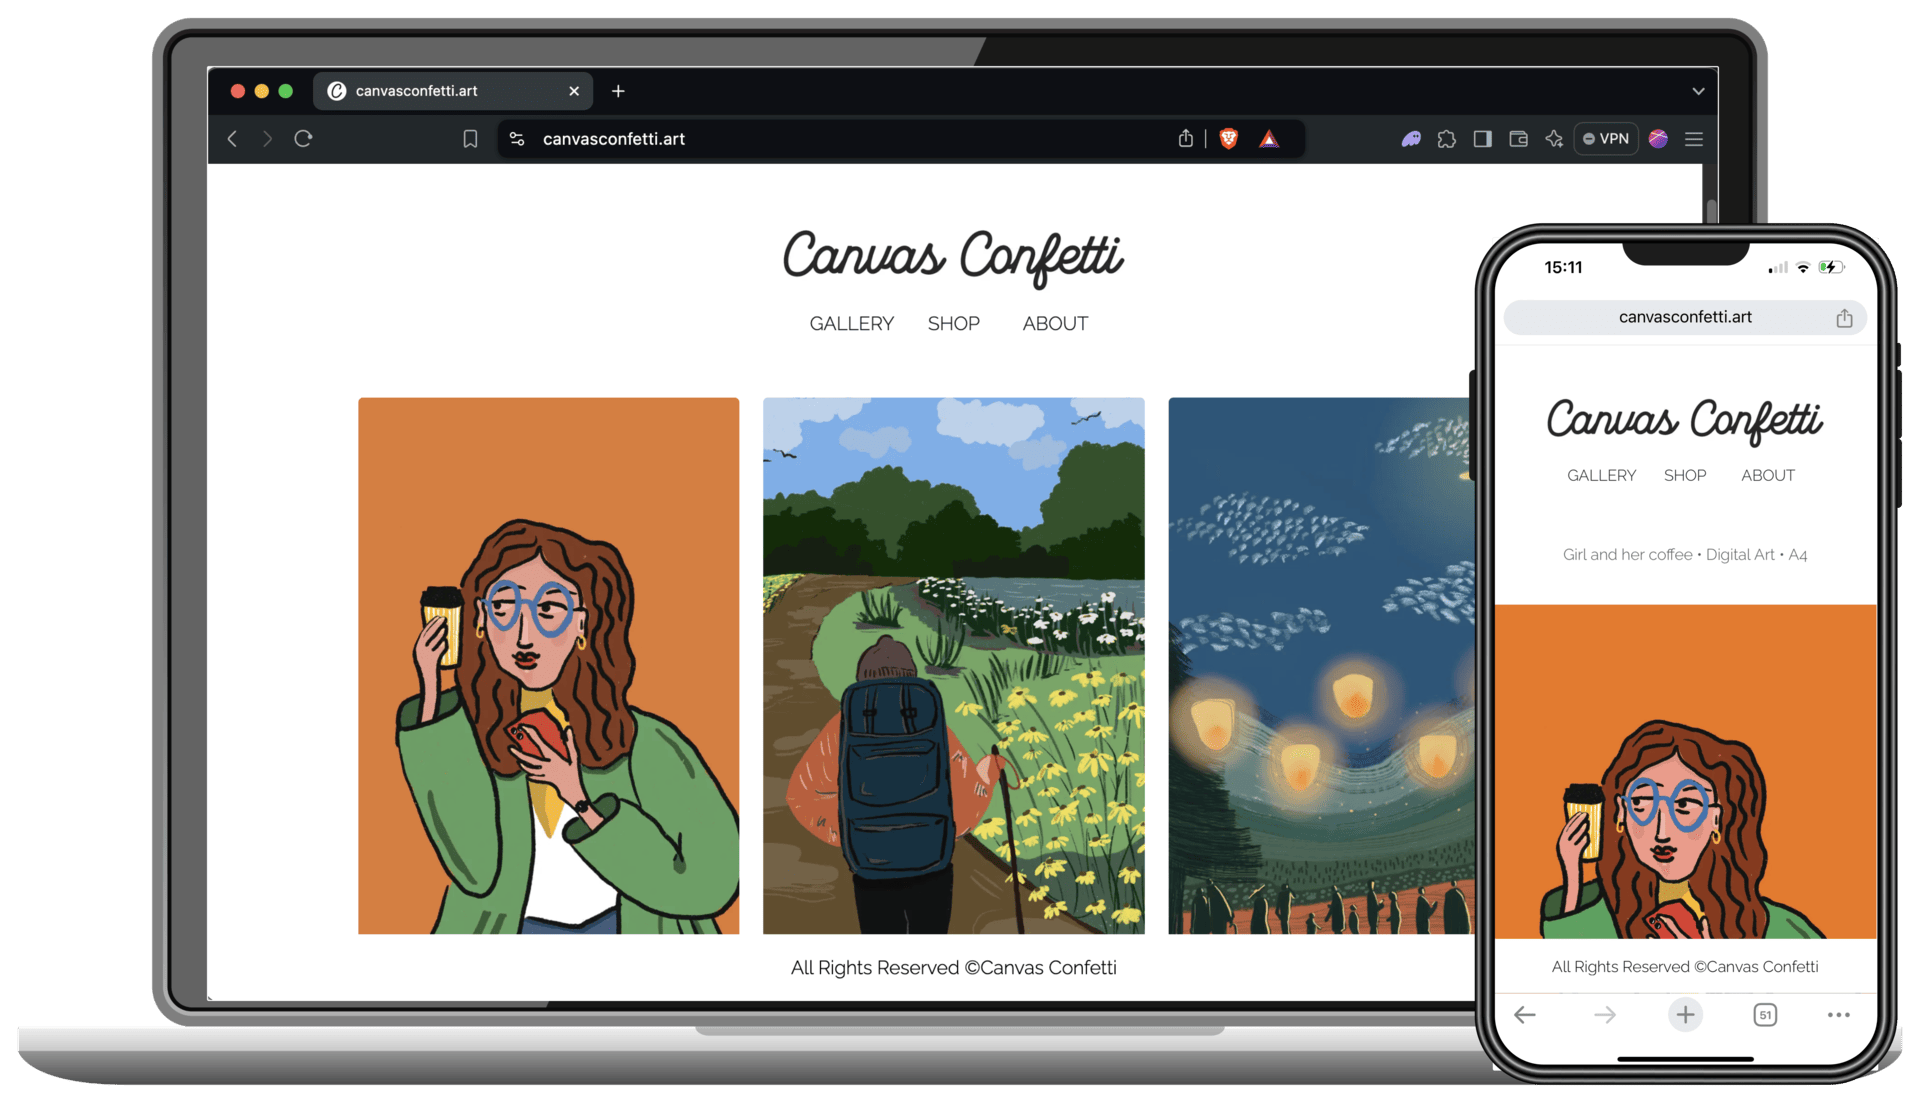 canvasconfetti.art
canvasconfetti.art
VPN
Canvas Confetti
GALLERY SHOP ABOUT
All Rights Reserved ©Canvas Confetti
15:11
canvasconfetti.art
Canvas Confetti
GALLERY SHOP ABOUT
Girl and her coffee • Digital Art • A4
All Rights Reserved ©Canvas Confetti
51